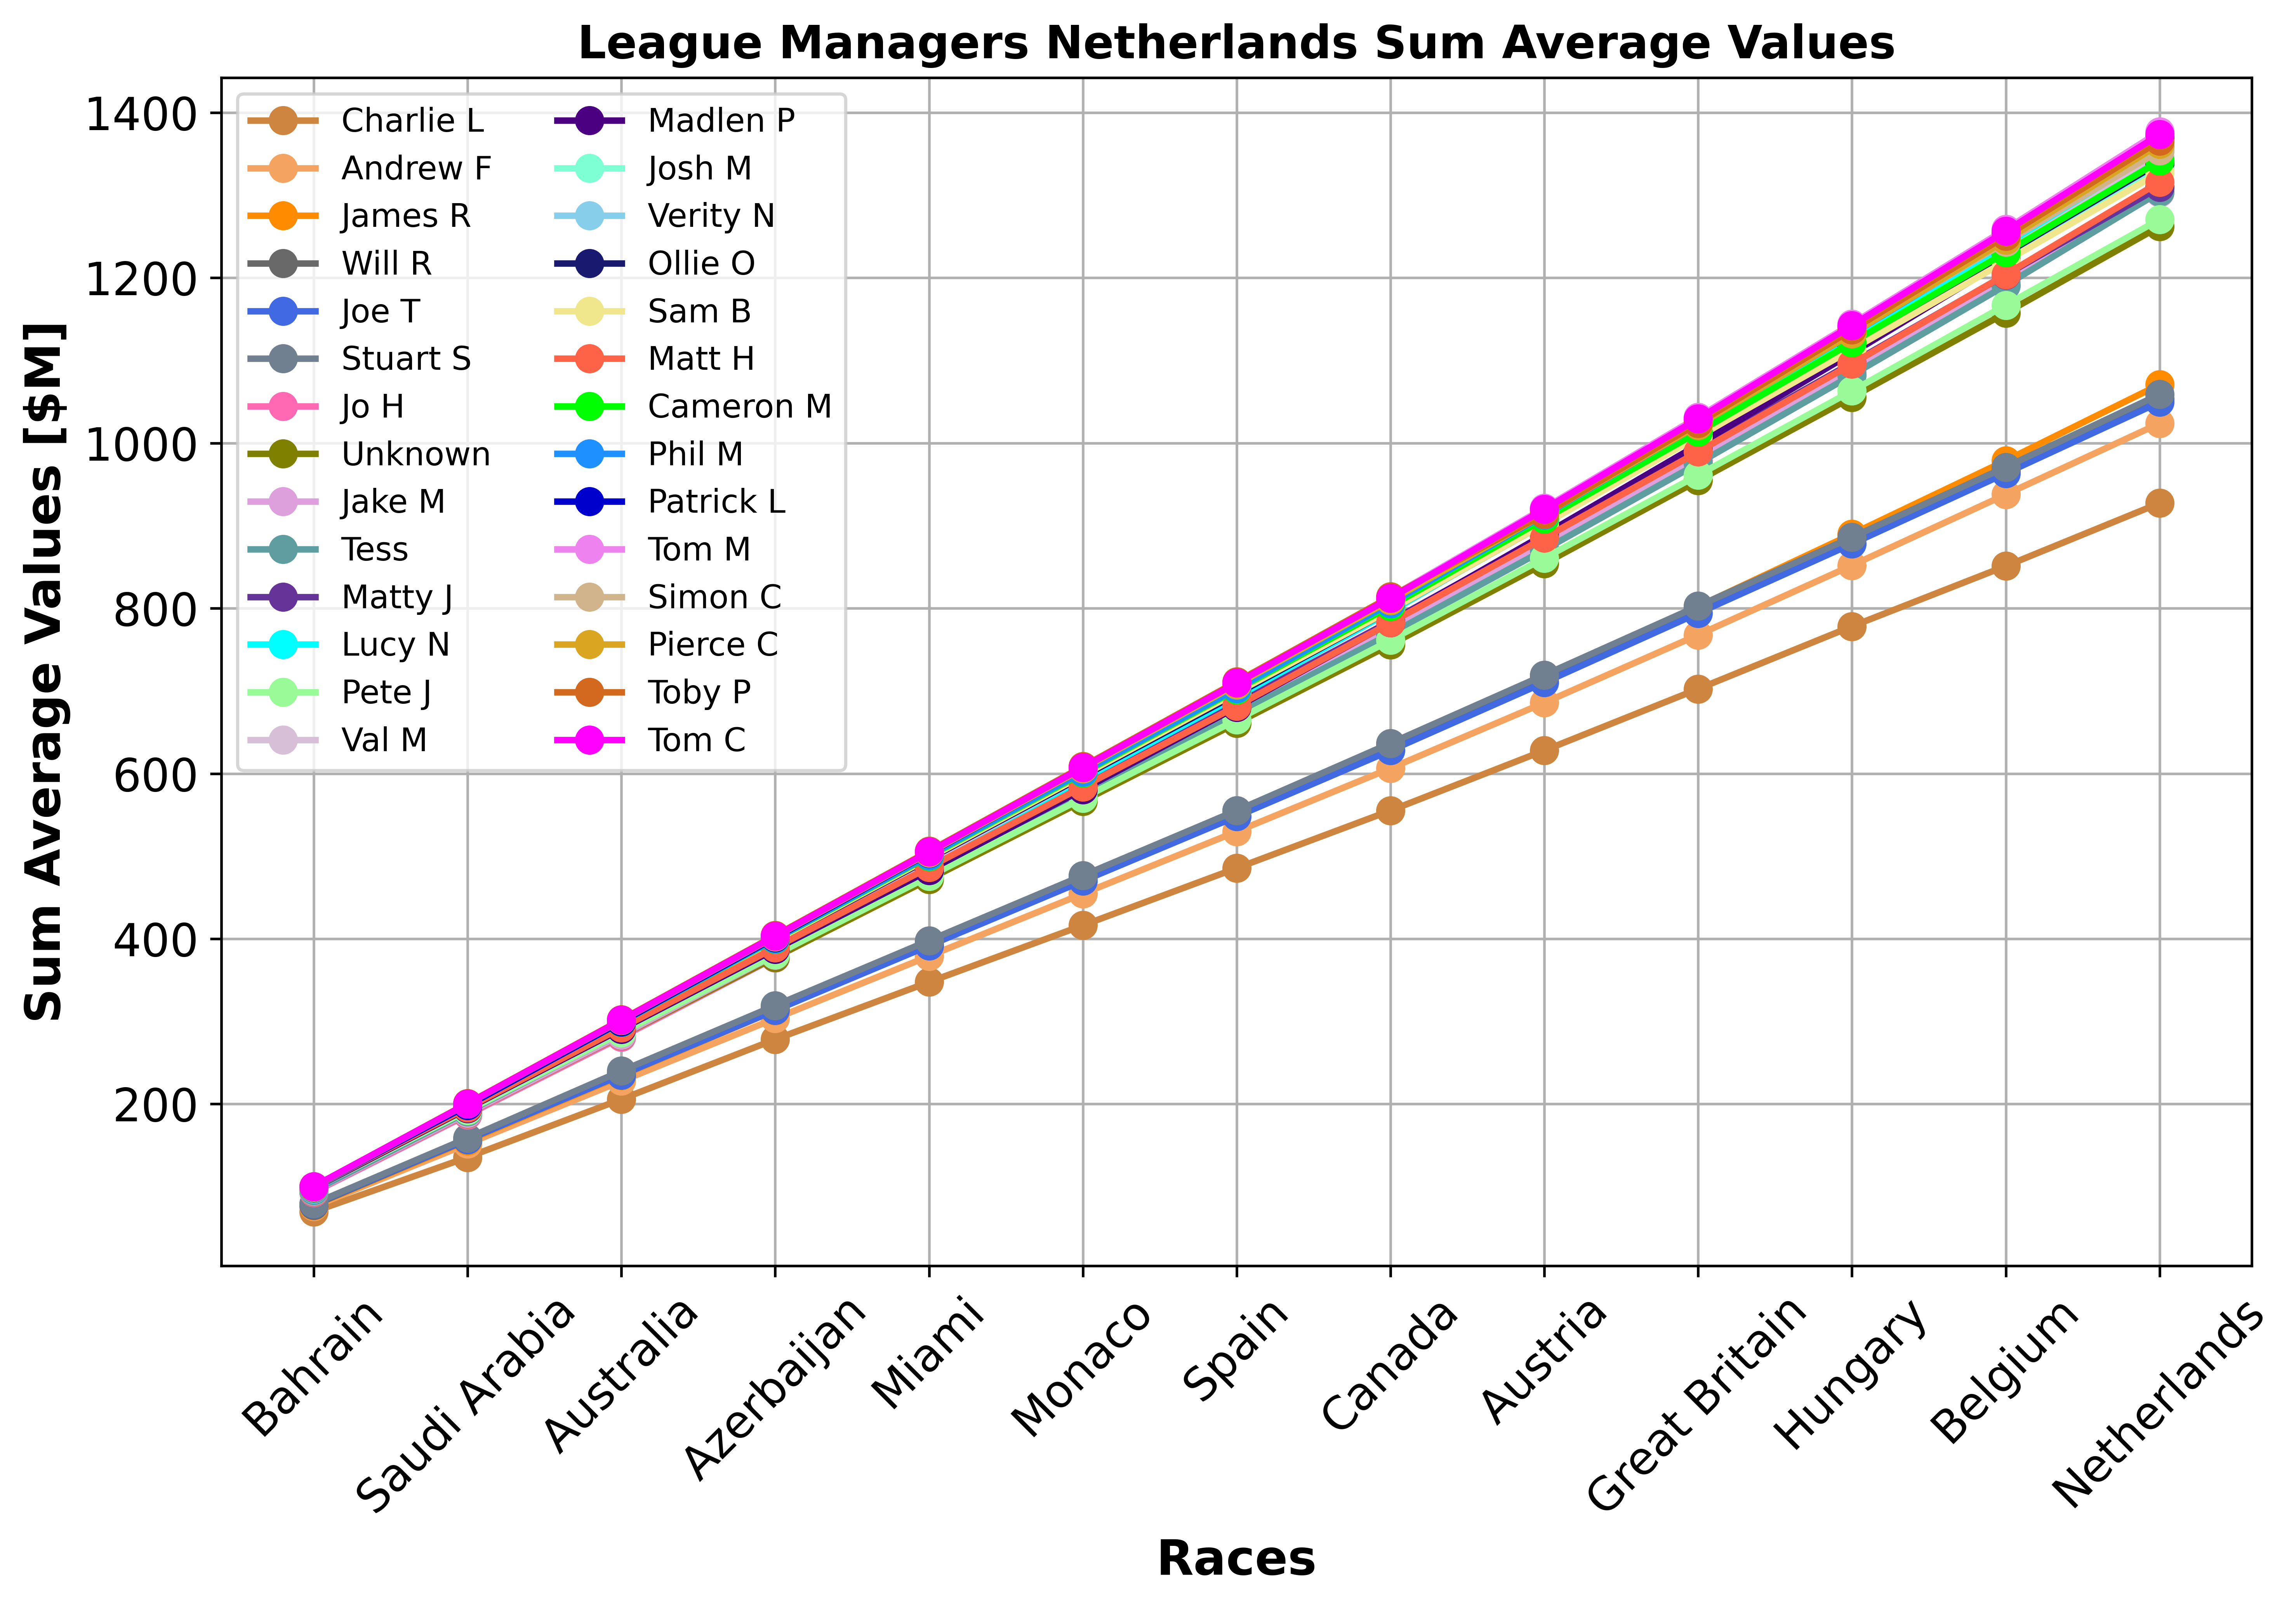 League Managers Netherlands Sum Average Values
Sum Average Values [$M]
1400
1200
1000
800
600
400
200
Charlie L
Andrew F
James R
Will R
Joe T
Stuart S
Jo H
Unknown
Jake M
Tess
Matty J
Lucy N
Pete J
Val M
Madlen P
Josh M
Verity N
Ollie O
Sam B
Matt H
Cameron M
Phil M
Patrick L
Tom M
Simon C
Pierce C
Toby P
Tom C
Bahrain
Saudi Arabia
Australia
Azerbaijan
Miami
Monaco
Spain
Canada
Austria
Great Britain
Hungary
Belgium
Netherlands
Races